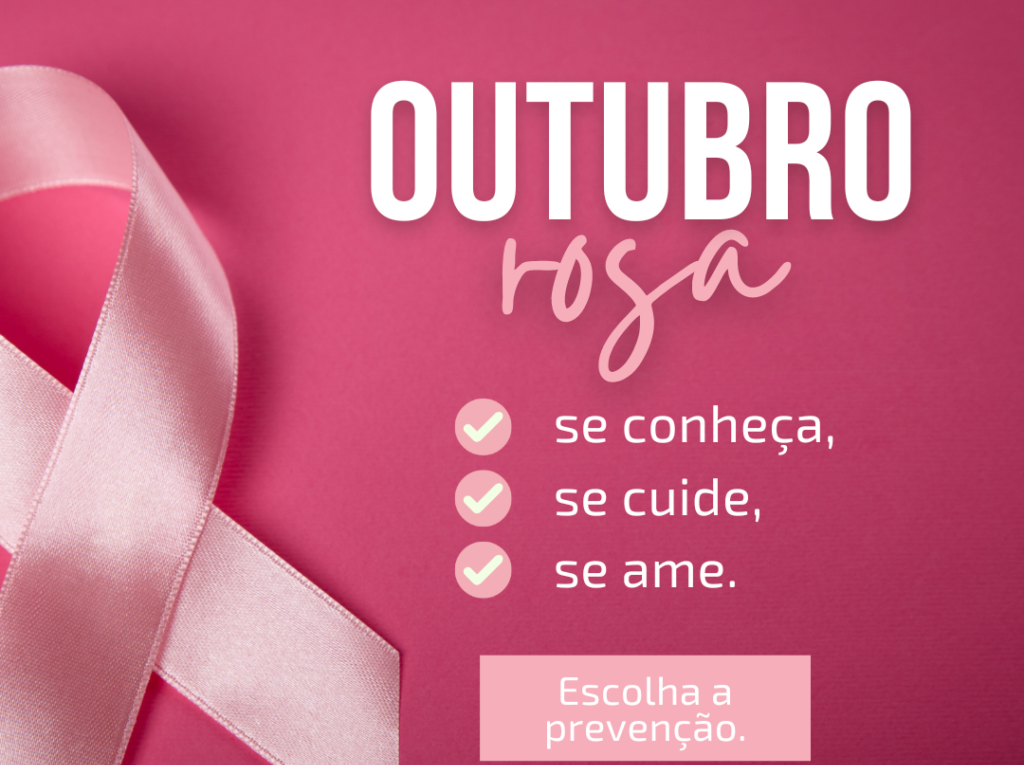 OUTUBRO
rosa
se conheça,
se cuide,
se ame.
Escolha a
prevenção.